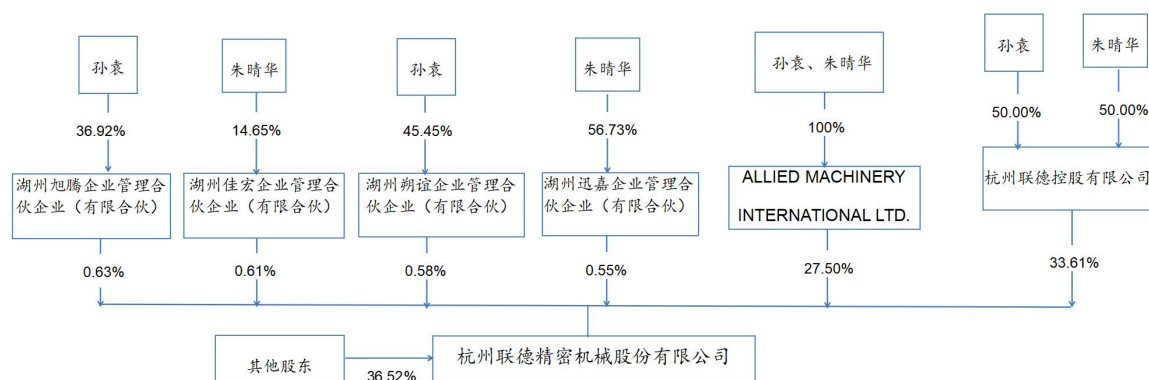 孙袁
朱晴华
孙袁
朱晴华
孙袁、朱晴华
孙袁
朱晴华
36.92%
14.65%
45.45%
56.73%
100%
50.00%
50.00%
湖州旭腾企业管理合
伙企业（有限合伙）
湖州佳宏企业管理合
伙企业（有限合伙）
湖州朔谊企业管理合
伙企业（有限合伙）
湖州迅嘉企业管理合
伙企业（有限合伙）
ALLIED MACHINERY
INTERNATIONAL LTD.
杭州联德控股有限公司
0.63%
0.61%
0.58%
0.55%
27.50%
33.61%
其他股东
36.52%
杭州联德精密机械股份有限公司